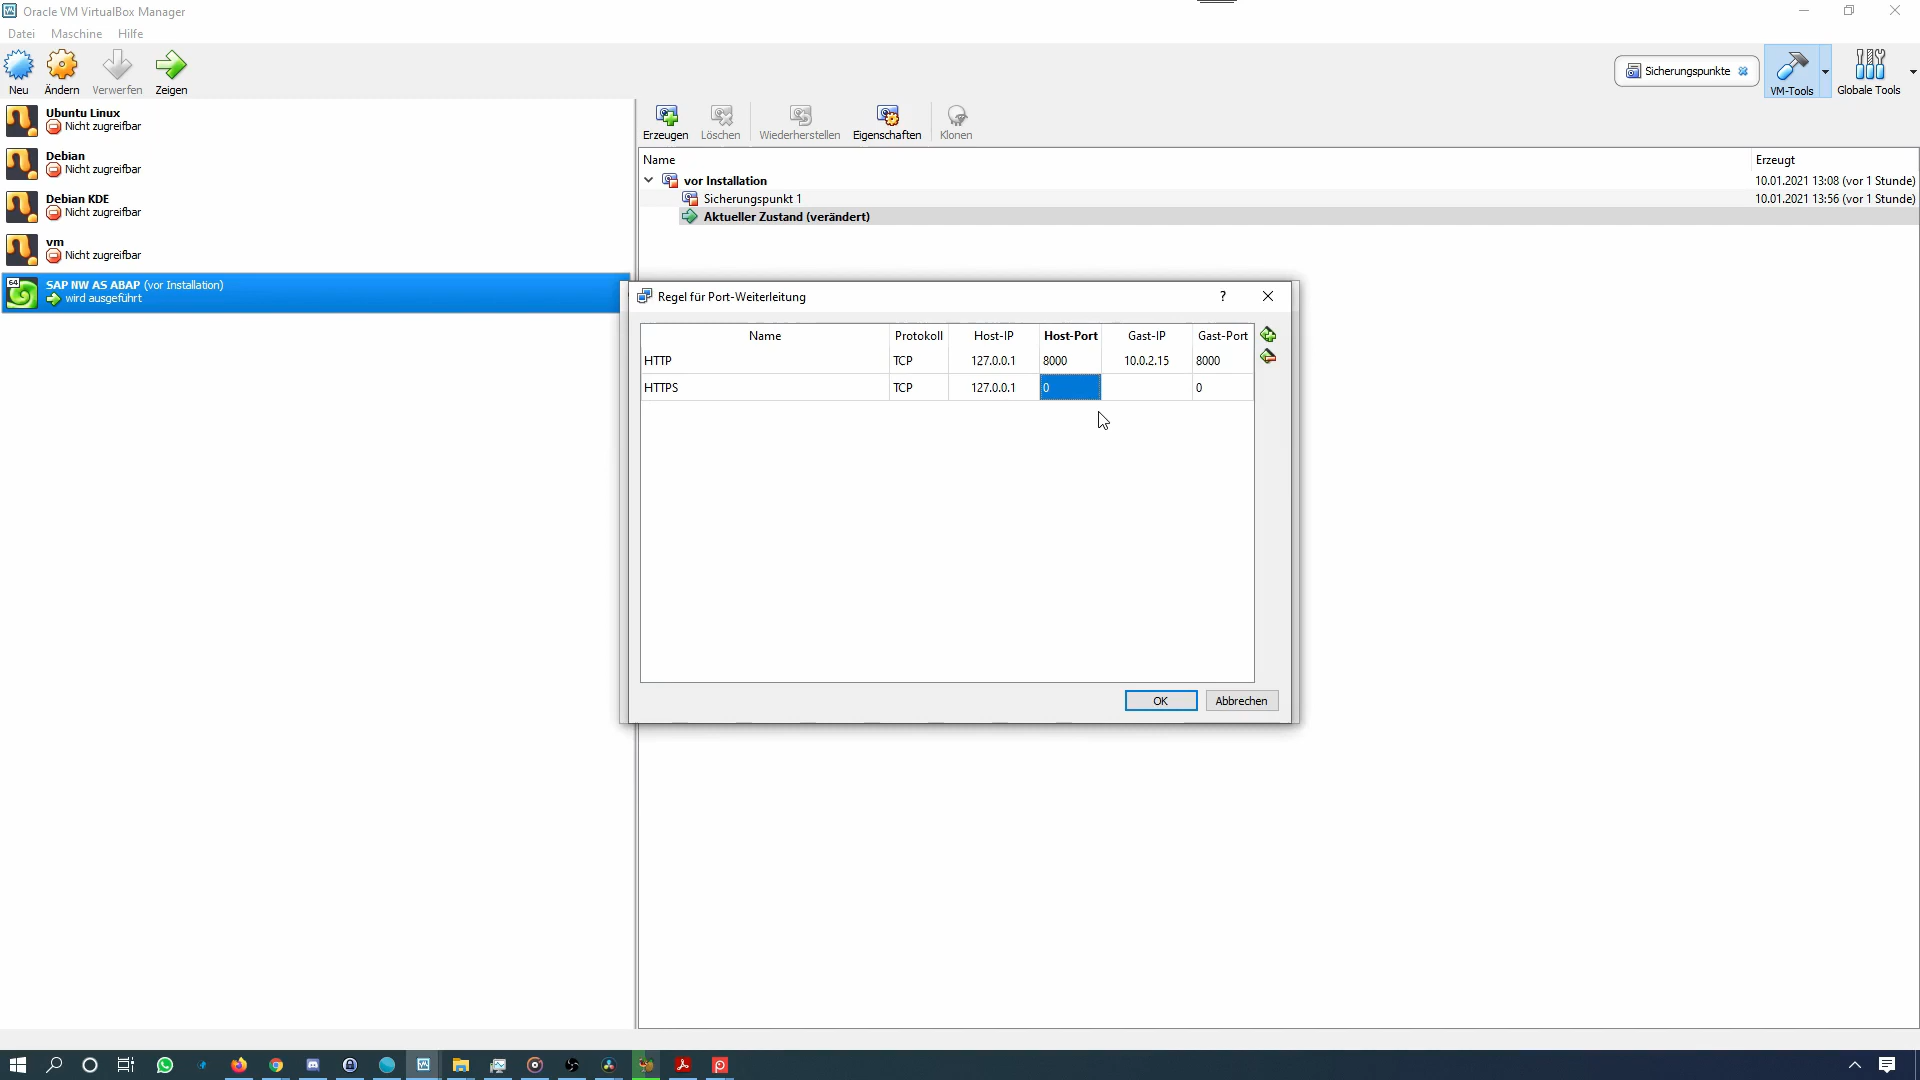 Oracle VM VirtualBox Manager
Datei Maschine Hilfe
Neu Ändern Verwerfen Zeigen
Sicherungspunkte
VM-Tools
Globale Tools
Ubuntu Linux
Nicht zugreifbar
Debian
Nicht zugreifbar
Debian KDE
Nicht zugreifbar
vm
Nicht zugreifbar
64
SAP NW AS ABAP (vor Installation)
wird ausgeführt
Erzeugen Löschen Wiederherstellen Eigenschaften Klonen
Name Erzeugt
vor Installation 10.01.2021 13:08 (vor 1 Stunde)
Sicherungspunkt 1 10.01.2021 13:56 (vor 1 Stunde)
Aktueller Zustand (verändert)
Regel für Port-Weiterleitung ?
Name Protokoll Host-IP Host-Port Gast-IP Gast-Port
HTTP TCP 127.0.0.1 8000 10.0.2.15 8000
HTTPS TCP 127.0.0.1 0 0
OK Abbrechen